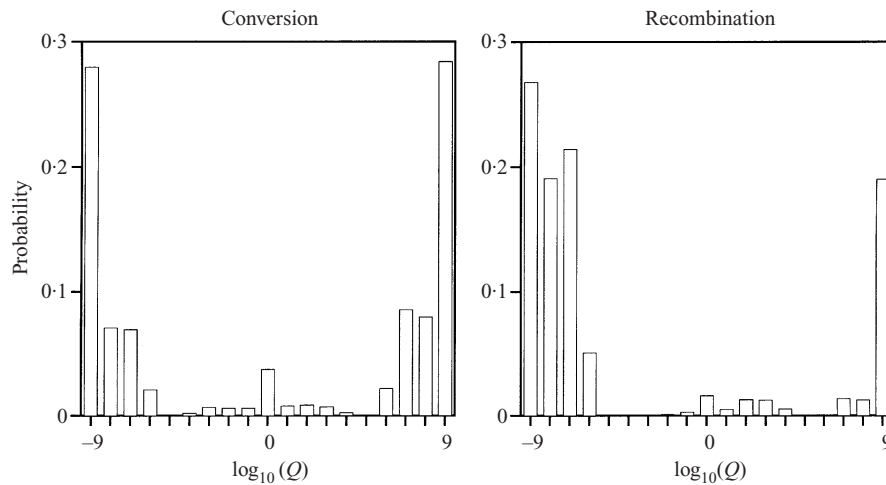 Conversion
Recombination
0·3
0·2
0·1
0
Probability
–9
0
9
log10 (Q)
0·3
0·2
0·1
0
–9
0
9
log10 (Q)